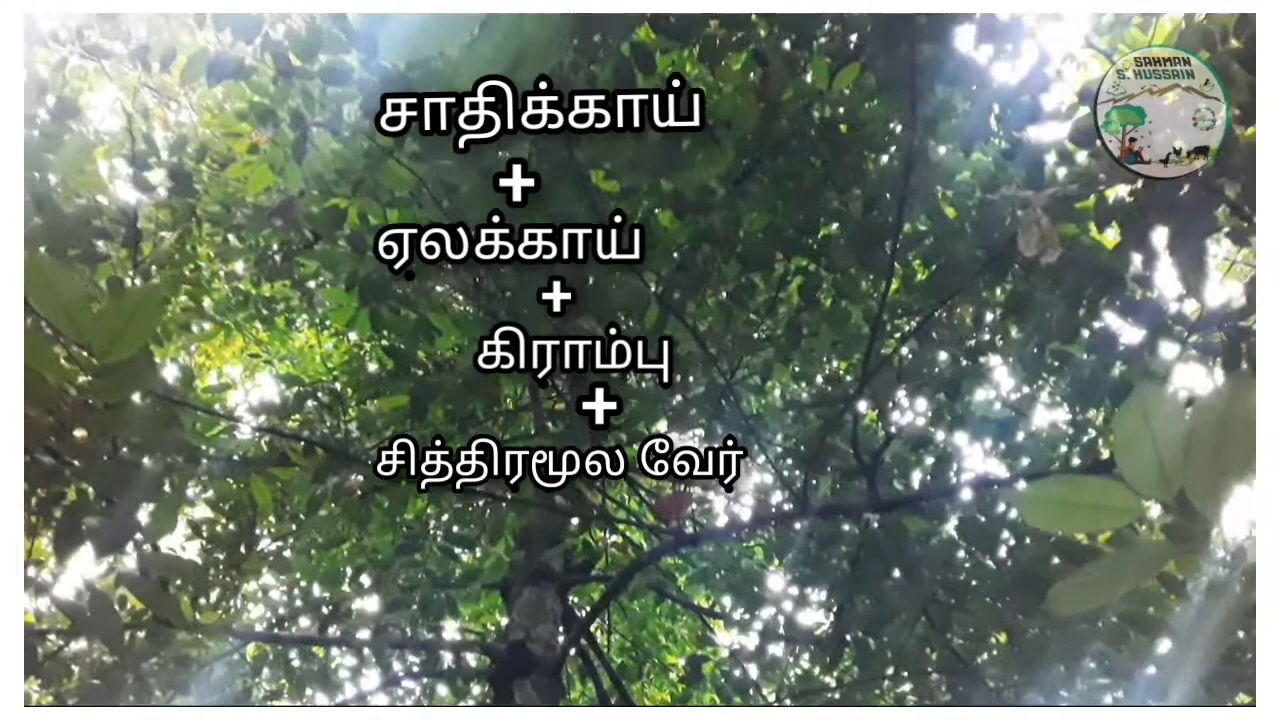 SAHMAN
S. HUSSAIN
சாதிக்காய்
+
ஏலக்காய்
+
கிராம்பு
+
சித்திரமூல வேர்